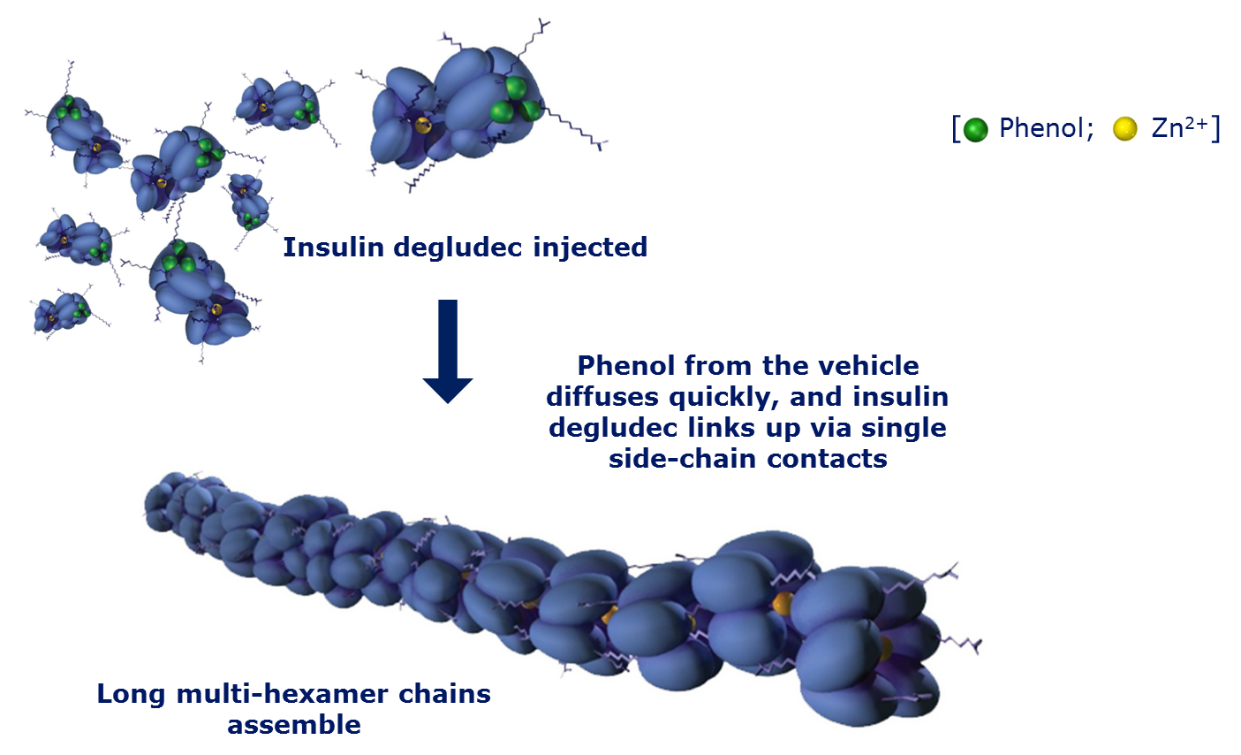 [ Phenol; Zn²⁺]
Insulin degludec injected
Phenol from the vehicle
diffuses quickly, and insulin
degludec links up via single
side-chain contacts
Long multi-hexamer chains
assemble